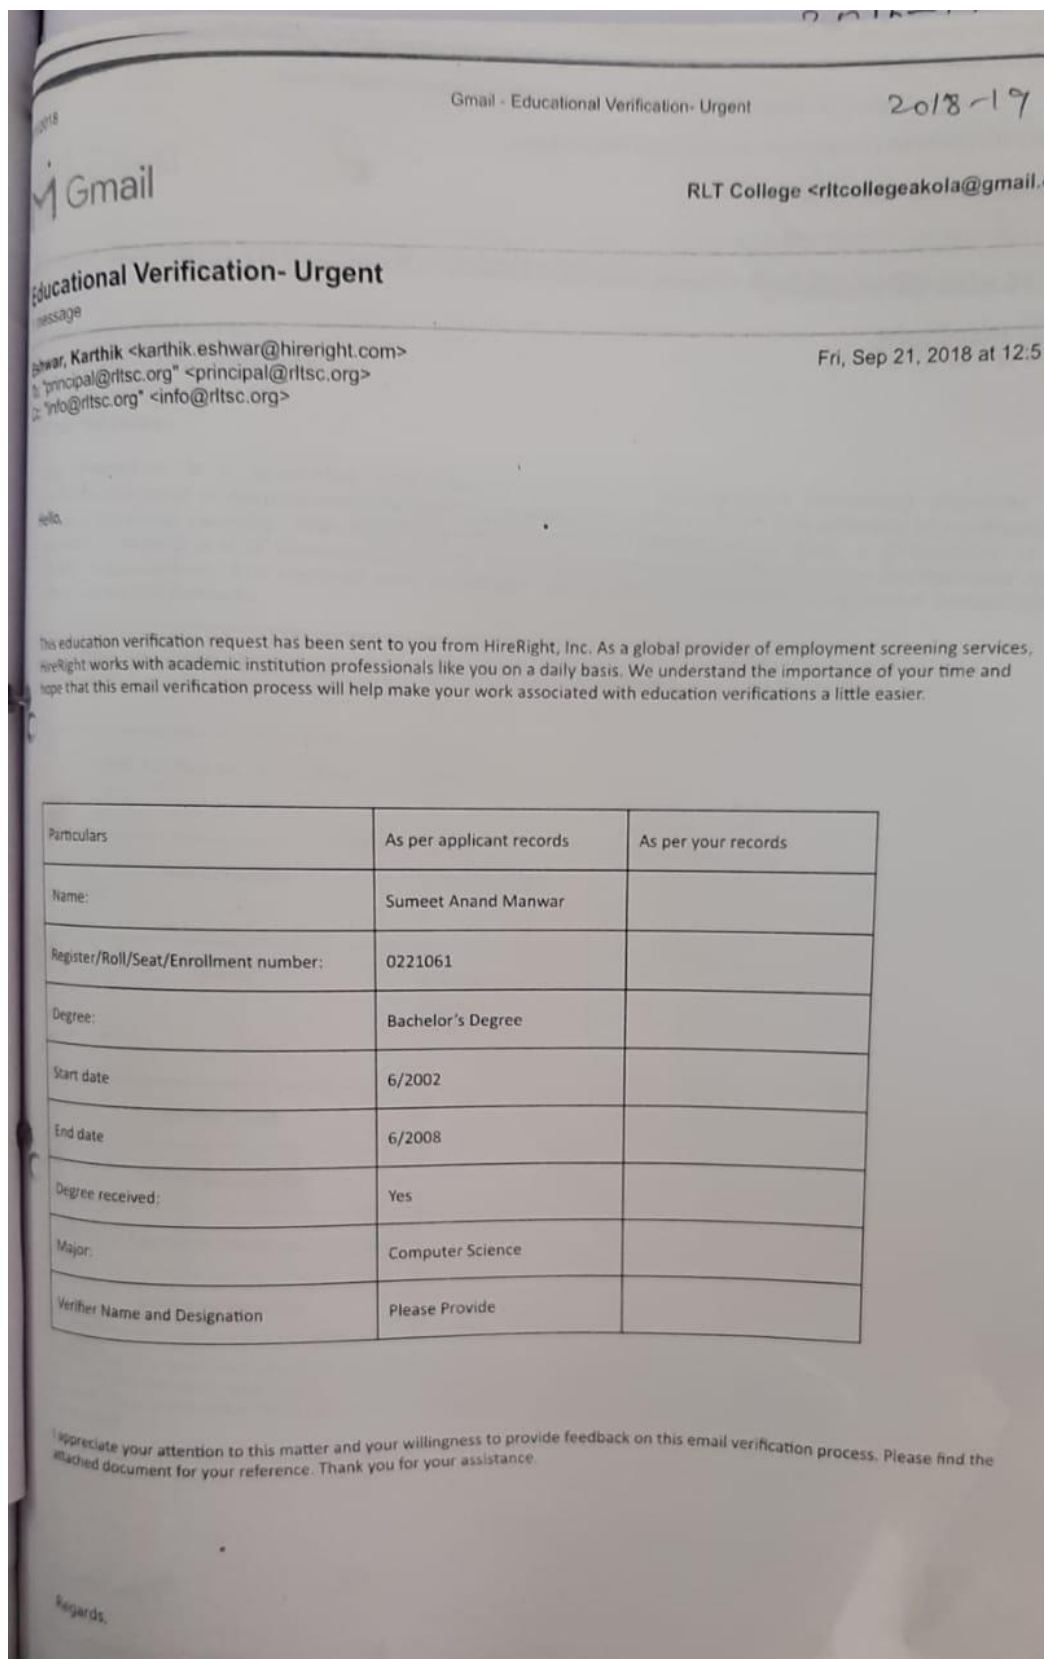 Gmail - Educational Verification- Urgent
2018-19
Gmail
RLT College <rltcollegeakola@gmail.
Educational Verification- Urgent
message
Eshwar, Karthik <karthik.eshwar@hireright.com>
Fri, Sep 21, 2018 at 12:5
"principal@rltsc.org" <principal@rltsc.org>
"info@rltsc.org" <info@rltsc.org>
Hello,
This education verification request has been sent to you from HireRight, Inc. As a global provider of employment screening services,
HireRight works with academic institution professionals like you on a daily basis. We understand the importance of your time and
hope that this email verification process will help make your work associated with education verifications a little easier.
Particulars As per applicant records As per your records
Name: Sumeet Anand Manwar
Register/Roll/Seat/Enrollment number: 0221061
Degree: Bachelor's Degree
Start date 6/2002
End date 6/2008
Degree received: Yes
Major: Computer Science
Verifier Name and Designation Please Provide
I appreciate your attention to this matter and your willingness to provide feedback on this email verification process. Please find the
attached document for your reference. Thank you for your assistance.
Regards,